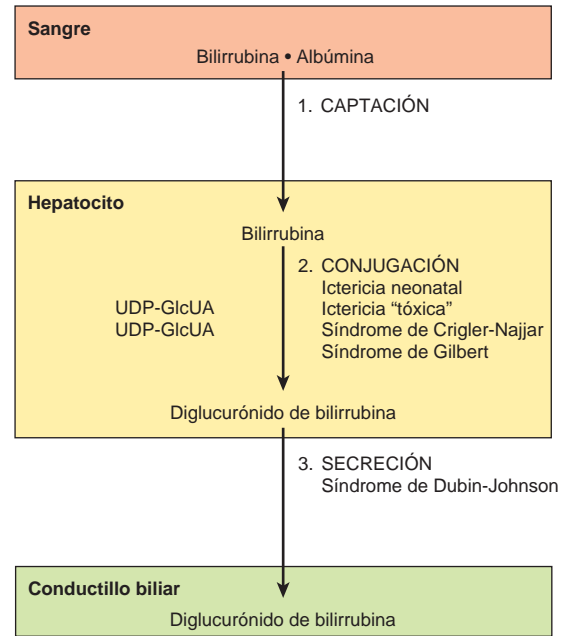 Sangre
Bilirrubina • Albúmina
1. CAPTACIÓN
Hepatocito
Bilirrubina
2. CONJUGACIÓN
Ictericia neonatal
Ictericia “tóxica”
Síndrome de Crigler-Najjar
Síndrome de Gilbert
UDP-GlcUA
UDP-GlcUA
Diglucurónido de bilirrubina
3. SECRECIÓN
Síndrome de Dubin-Johnson
Conductillo biliar
Diglucurónido de bilirrubina